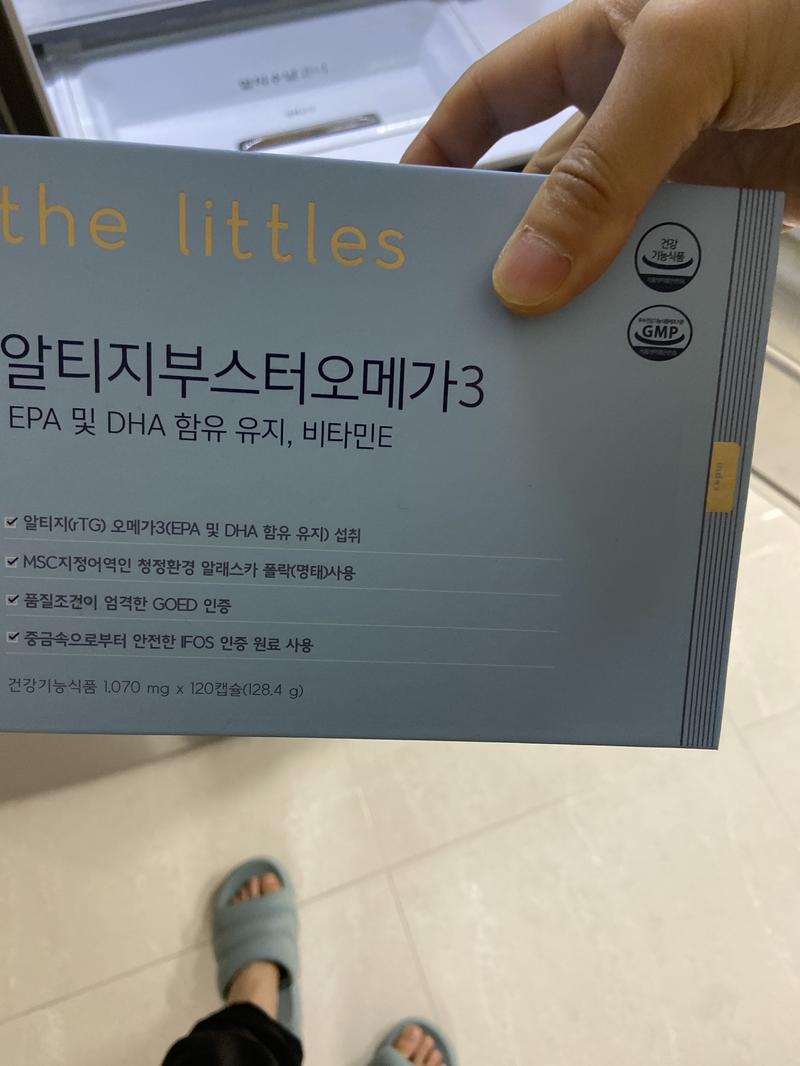 the littles
건강
기능식품
GMP
알티지부스터오메가3
EPA 및 DHA 함유 유지, 비타민E
index
알티지(rTG) 오메가3(EPA 및 DHA 함유 유지) 섭취
MSC지정어역인 청정환경 알래스카 폴락(명태)사용
품질조건이 엄격한 GOED 인증
중금속으로부터 안전한 IFOS 인증 원료 사용
건강기능식품 1,070 mg x 120캡슐(128.4 g)